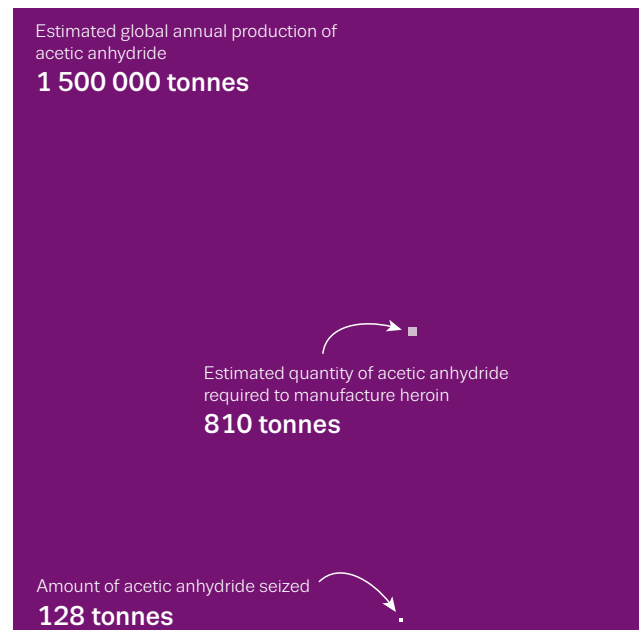 Estimated global annual production of
acetic anhydride
1 500 000 tonnes
Estimated quantity of acetic anhydride
required to manufacture heroin
810 tonnes
Amount of acetic anhydride seized
128 tonnes